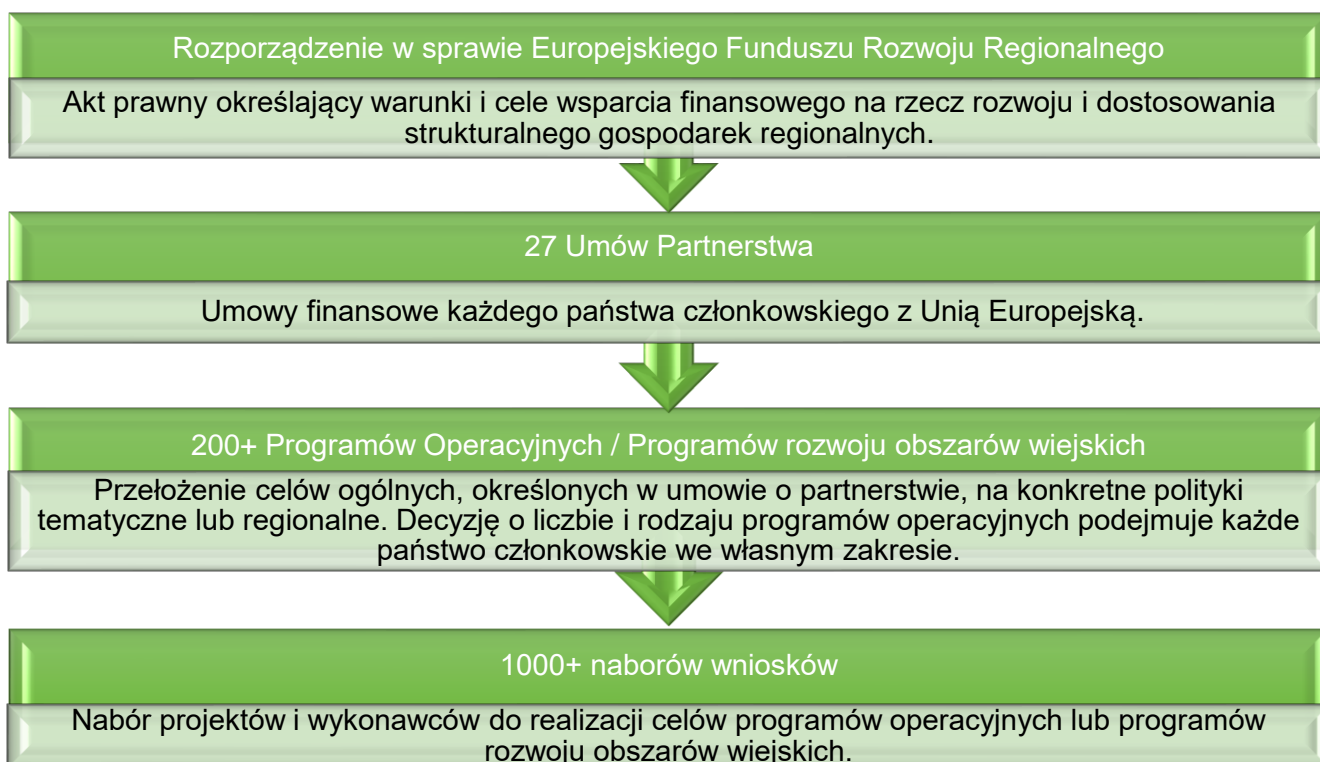 Rozporządzenie w sprawie Europejskiego Funduszu Rozwoju Regionalnego
Akt prawny określający warunki i cele wsparcia finansowego na rzecz rozwoju i dostosowania
strukturalnego gospodarek regionalnych.
27 Umów Partnerstwa
Umowy finansowe każdego państwa członkowskiego z Unią Europejską.
200+ Programów Operacyjnych / Programów rozwoju obszarów wiejskich
Przełożenie celów ogólnych, określonych w umowie o partnerstwie, na konkretne polityki
tematyczne lub regionalne. Decyzję o liczbie i rodzaju programów operacyjnych podejmuje każde
państwo członkowskie we własnym zakresie.
1000+ naborów wniosków
Nabór projektów i wykonawców do realizacji celów programów operacyjnych lub programów
rozwoju obszarów wiejskich.